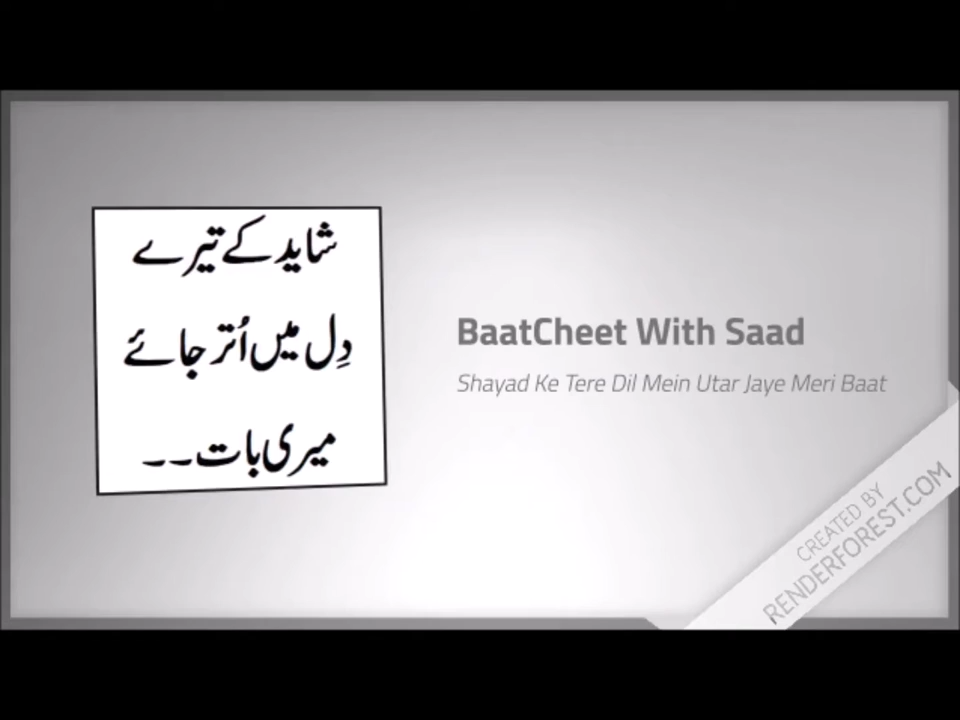 شاید کے تیرے
دِل میں اُتر جائے
میری بات۔۔
BaatCheet With Saad
Shayad Ke Tere Dil Mein Utar Jaye Meri Baat
CREATED BY
RENDERFOREST.COM